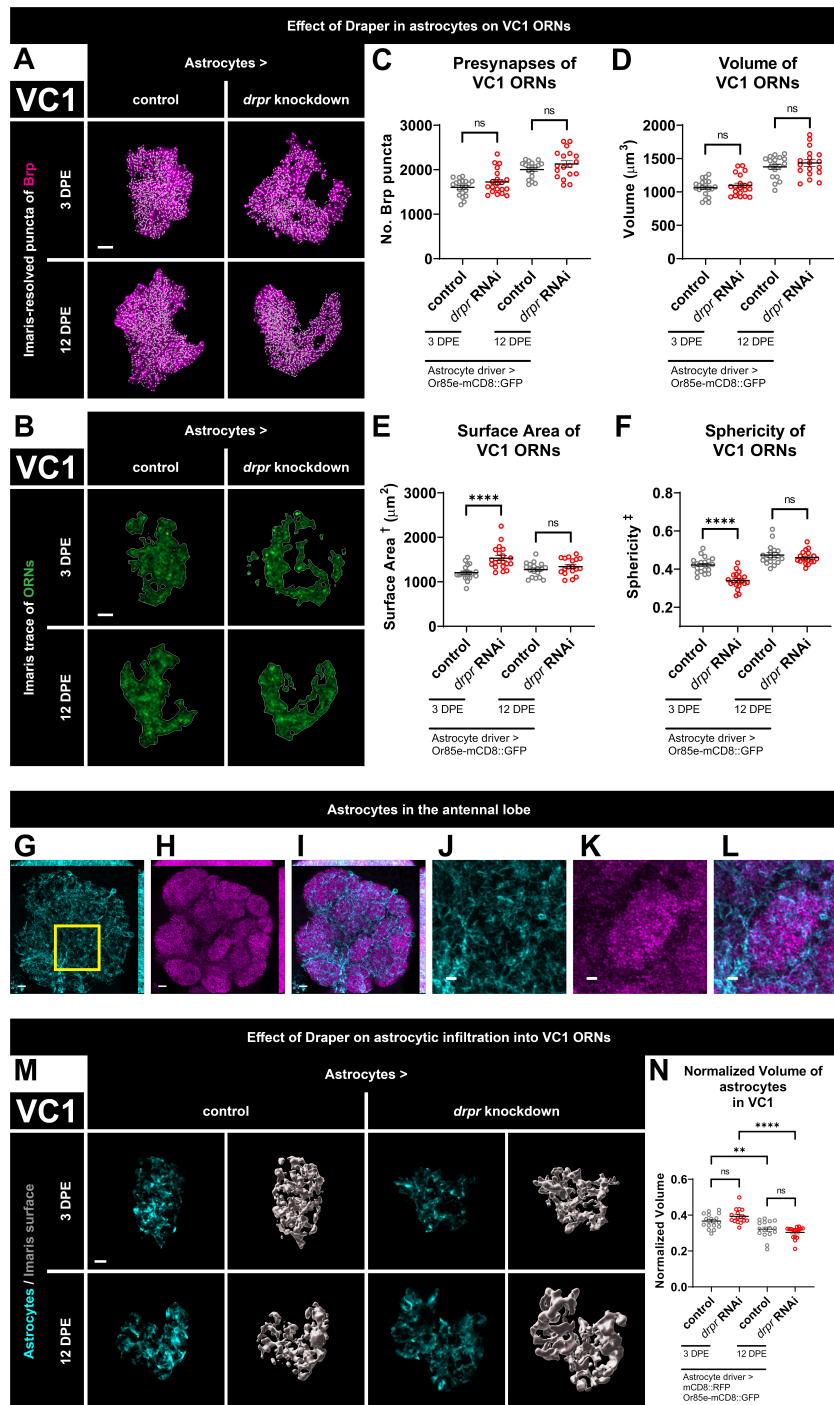 Effect of Draper in astrocytes on VC1 ORNs
A
Astrocytes >
VC1
control
drpr knockdown
Imaris-resolved puncta of Brp
3 DPE
12 DPE
C
Presynapses of
VC1 ORNs
No. Brp puncta
3000
2000
1000
0
ns
ns
control
drpr RNAi
control
drpr RNAi
3 DPE
12 DPE
Astrocyte driver >
Or85e-mCD8::GFP
D
Volume of
VC1 ORNs
Volume (μm³)
2000
1500
1000
500
0
ns
ns
control
drpr RNAi
control
drpr RNAi
3 DPE
12 DPE
Astrocyte driver >
Or85e-mCD8::GFP
B
Astrocytes >
VC1
control
drpr knockdown
Imaris trace of ORNs
3 DPE
12 DPE
E
Surface Area of
VC1 ORNs
Surface Area † (μm²)
3000
2000
1000
0
****
ns
control
drpr RNAi
control
drpr RNAi
3 DPE
12 DPE
Astrocyte driver >
Or85e-mCD8::GFP
F
Sphericity of
VC1 ORNs
Sphericity ‡
0.8
0.6
0.4
0.2
****
ns
control
drpr RNAi
control
drpr RNAi
3 DPE
12 DPE
Astrocyte driver >
Or85e-mCD8::GFP
Astrocytes in the antennal lobe
G
H
I
J
K
L
Effect of Draper on astrocytic infiltration into VC1 ORNs
M
Astrocytes >
VC1
control
drpr knockdown
Astrocytes / Imaris surface
3 DPE
12 DPE
N
Normalized Volume of
astrocytes
in VC1
Normalized Volume
0.6
0.4
0.2
0.0
****
**
ns
ns
control
drpr RNAi
control
drpr RNAi
3 DPE
12 DPE
Astrocyte driver >
mCD8::RFP
Or85e-mCD8::GFP